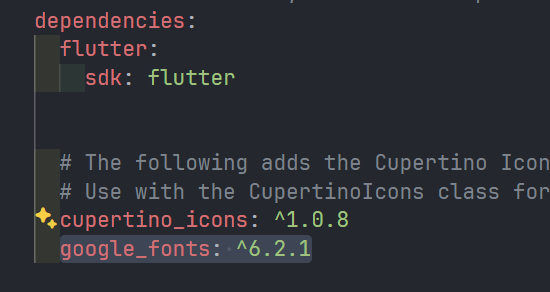 dependencies:
  flutter:
    sdk: flutter
  # The following adds the Cupertino Icon
  # Use with the CupertinoIcons class for
  cupertino_icons: ^1.0.8
  google_fonts: ^6.2.1